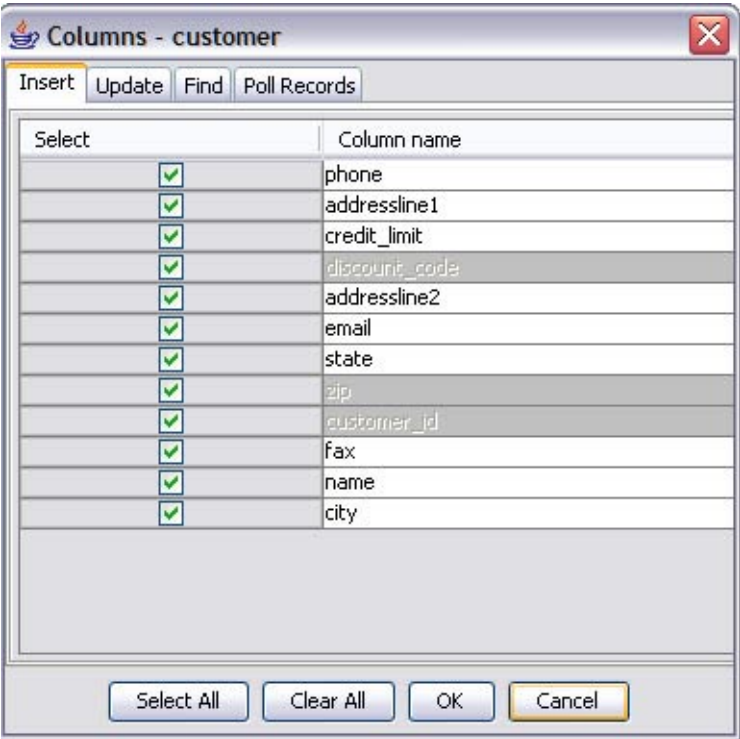 Columns - customer
Insert Update Find Poll Records
Select Column name
phone
addressline1
credit_limit
discount_code
addressline2
email
state
zip
customer_id
fax
name
city
Select All Clear All OK Cancel